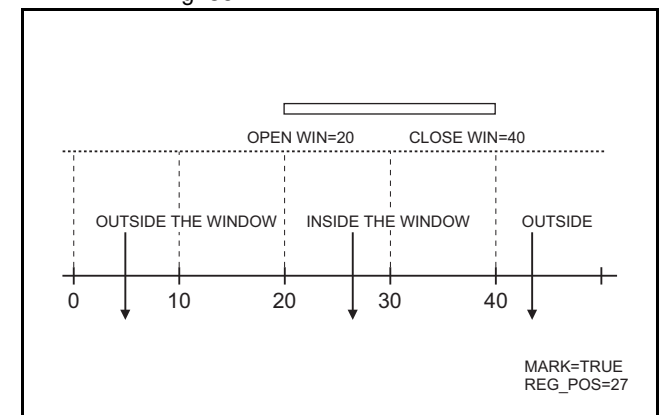 OPEN WIN=20 CLOSE WIN=40
OUTSIDE THE WINDOW INSIDE THE WINDOW OUTSIDE
0 10 20 30 40
MARK=TRUE
REG_POS=27